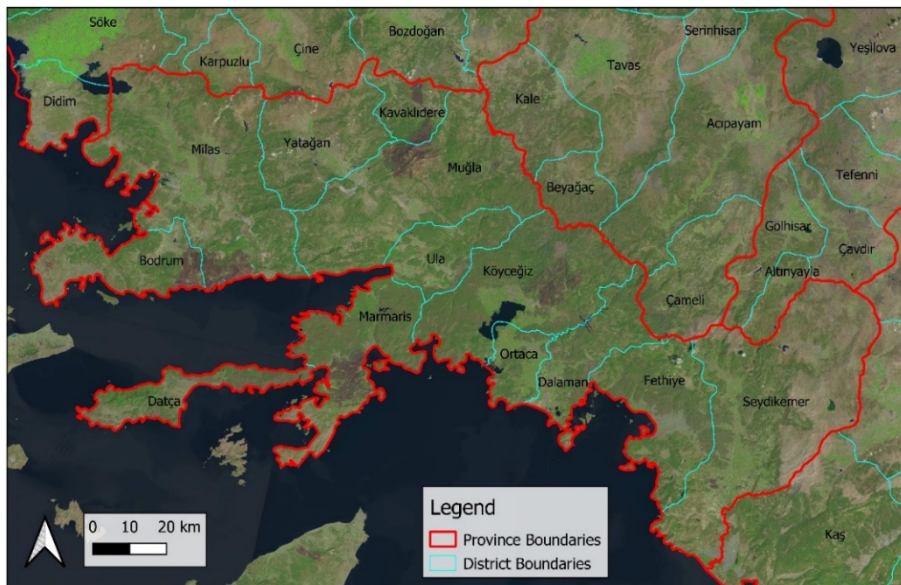 Söke
Karpuzlu
Çine
Bozdoğan
Serinhisar
Yeşilova
Didim
Kavaklıdere
Kale
Tavas
Milas
Yatağan
Muğla
Acıpayam
Beyağaç
Tefenni
Bodrum
Ula
Köyceğiz
Gölhisar
Çavdır
Altınyayla
Çameli
Marmaris
Ortaca
Dalaman
Fethiye
Datça
Seydikemer
Kaş
0 10 20 km
Legend
Province Boundaries
District Boundaries